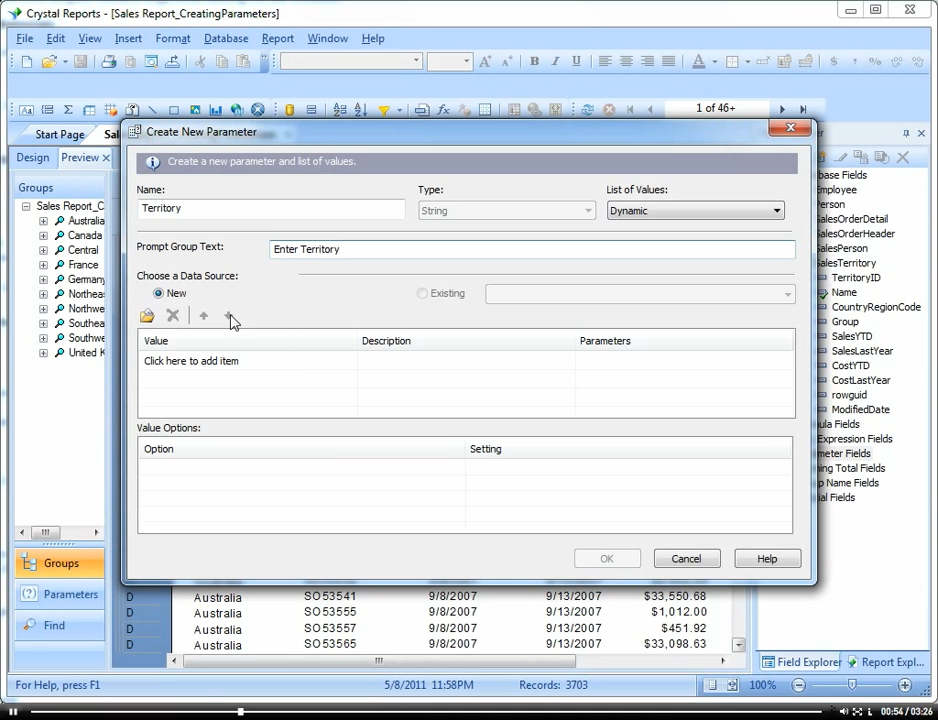 Crystal Reports - [Sales Report_CreatingParameters]
File Edit View Insert Format Database Report Window Help
1 of 46+
Start Page Sal
Create New Parameter
Design Preview
Create a new parameter and list of values.
Groups
Name: Type: List of Values:
Territory String Dynamic
Prompt Group Text: Enter Territory
Choose a Data Source:
New Existing
Value Description Parameters
Click here to add item
Value Options:
Option Setting
OK Cancel Help
Sales Report_C
Australia
Canada
Central
France
Germany
Northeas
Northwe
Southea
Southwe
United K
Groups
Parameters
Find
base Fields
Employee
Person
SalesOrderDetail
SalesOrderHeader
SalesPerson
SalesTerritory
TerritoryID
Name
CountryRegionCode
Group
SalesYTD
SalesLastYear
CostYTD
CostLastYear
rowguid
ModifiedDate
ula Fields
Expression Fields
meter Fields
ing Total Fields
p Name Fields
ial Fields
D Australia SO53541 9/8/2007 9/13/2007 $33,550.68
D Australia SO53555 9/8/2007 9/13/2007 $1,012.00
D Australia SO53557 9/8/2007 9/13/2007 $451.92
D Australia SO53565 9/8/2007 9/13/2007 $33,098.63
Field Explorer Report Expl...
For Help, press F1 5/8/2011 11:58PM Records: 3703 100%
00:54 / 03:26